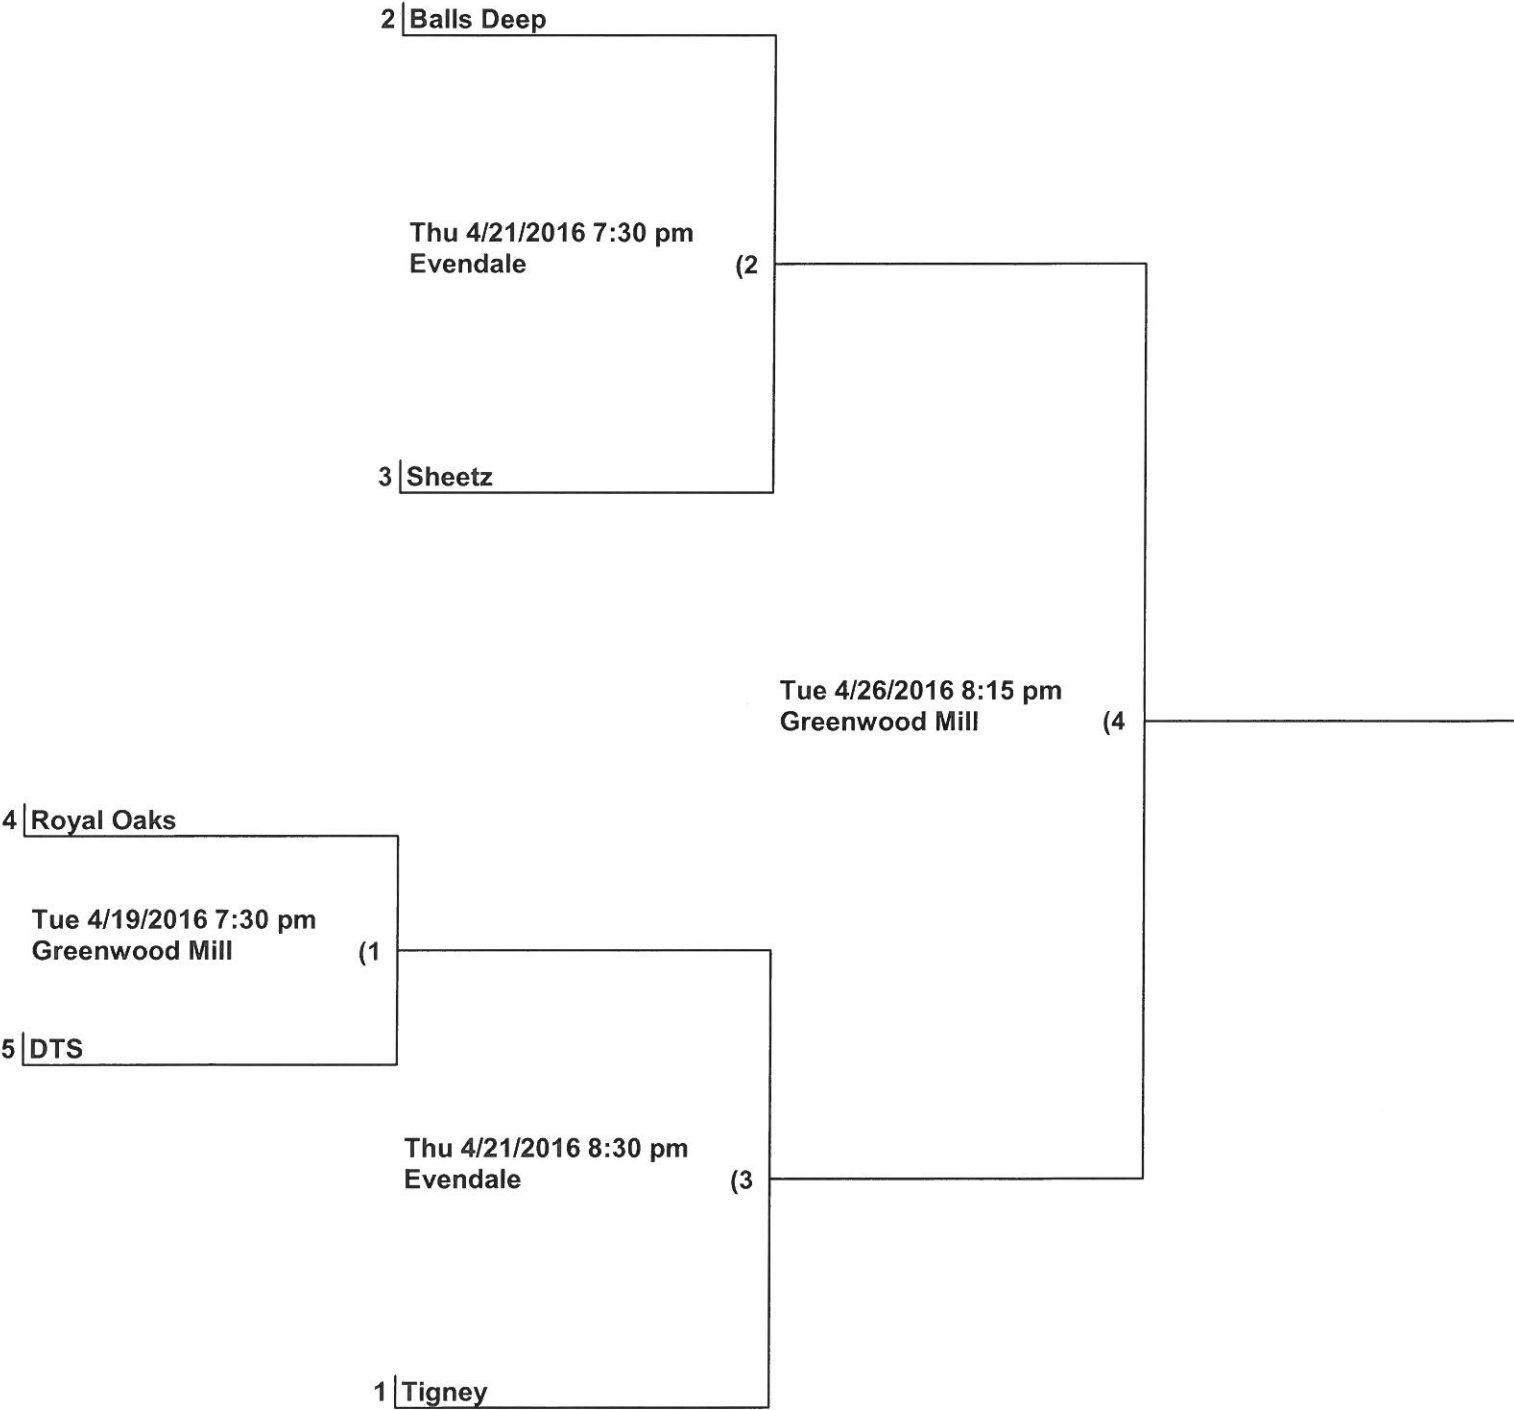 2 Balls Deep
Thu 4/21/2016 7:30 pm
Evendale (2
3 Sheetz
Tue 4/26/2016 8:15 pm
Greenwood Mill (4
4 Royal Oaks
Tue 4/19/2016 7:30 pm
Greenwood Mill (1
5 DTS
Thu 4/21/2016 8:30 pm
Evendale (3
1 Tigney